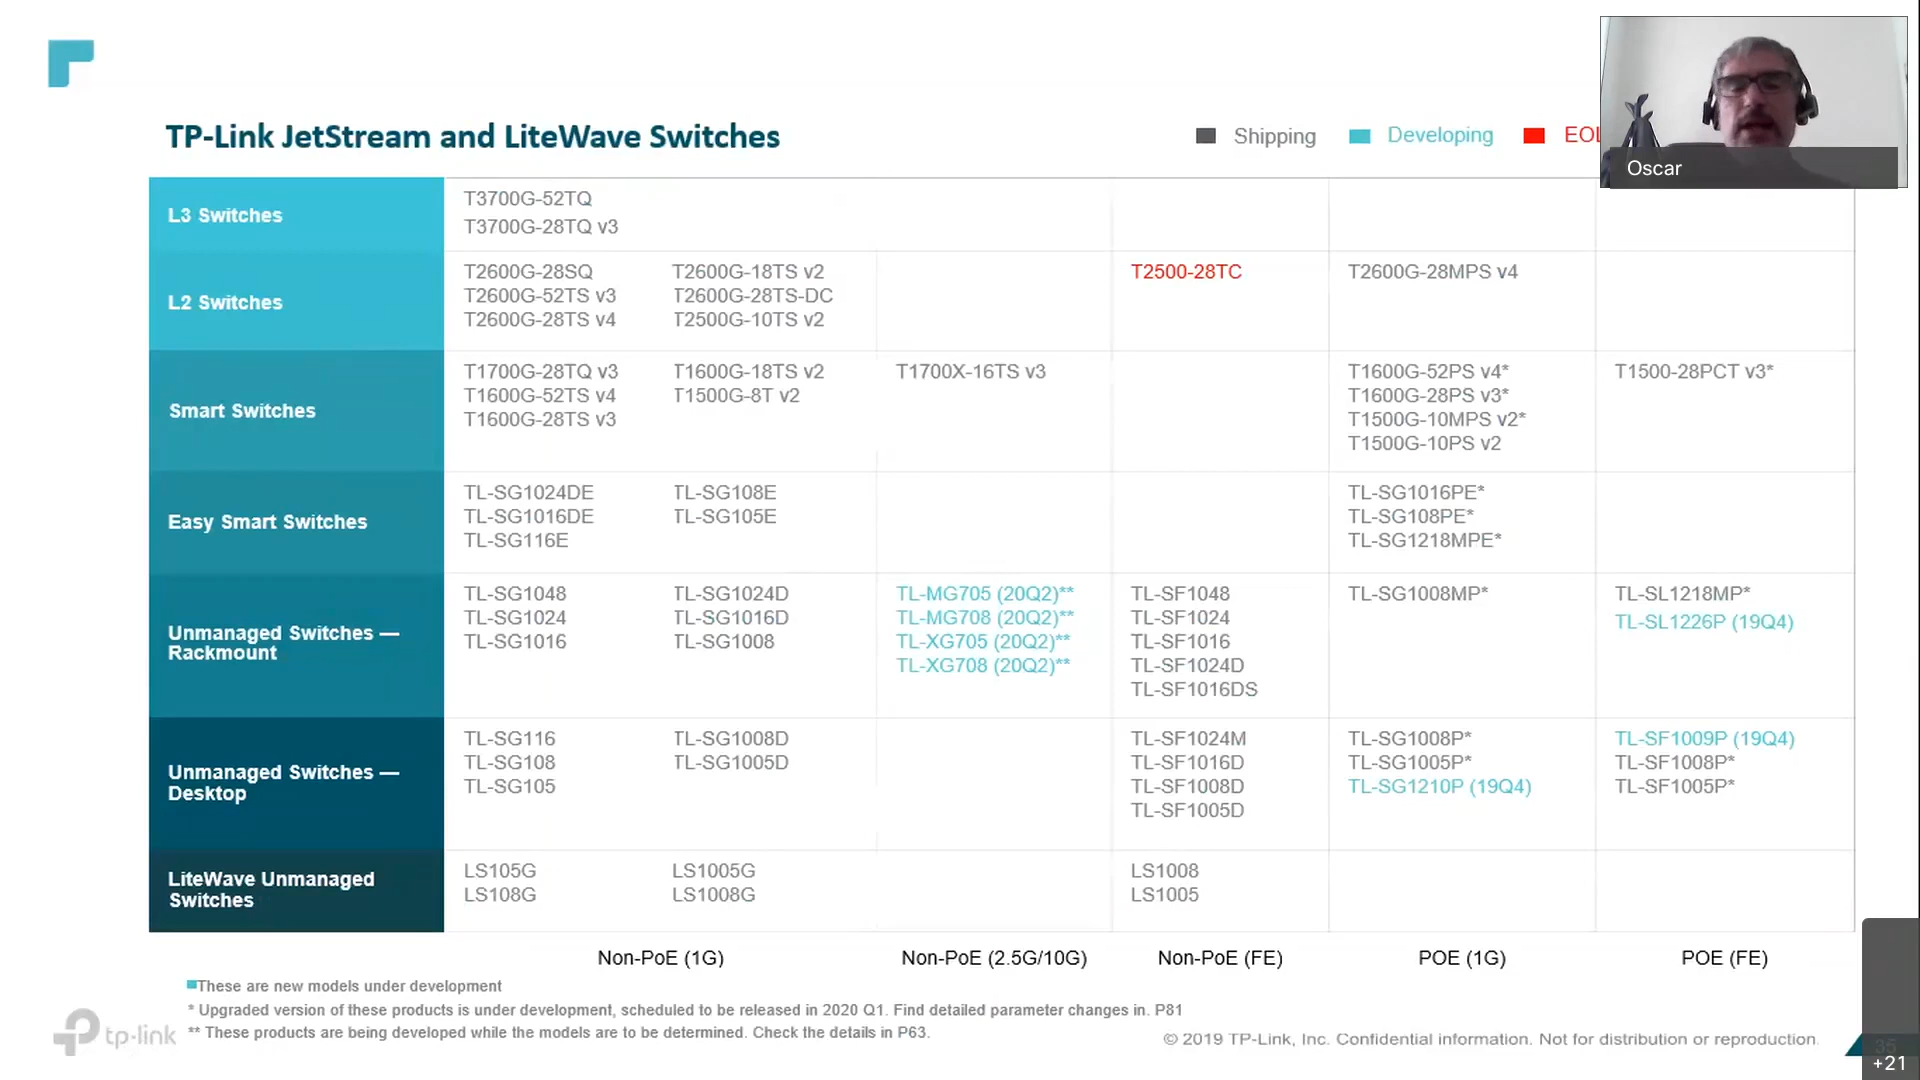 TP-Link JetStream and LiteWave Switches
Shipping
Developing
EOL
Oscar
L3 Switches
T3700G-52TQ
T3700G-28TQ v3
L2 Switches
T2600G-28SQ T2600G-18TS v2 T2500-28TC T2600G-28MPS v4
T2600G-52TS v3 T2600G-28TS-DC
T2600G-28TS v4 T2500G-10TS v2
Smart Switches
T1700G-28TQ v3 T1600G-18TS v2 T1700X-16TS v3 T1600G-52PS v4* T1500-28PCT v3*
T1600G-52TS v4 T1500G-8T v2 T1600G-28PS v3*
T1600G-28TS v3 T1500G-10MPS v2*
T1500G-10PS v2
Easy Smart Switches
TL-SG1024DE TL-SG108E TL-SG1016PE*
TL-SG1016DE TL-SG105E TL-SG108PE*
TL-SG116E TL-SG1218MPE*
Unmanaged Switches —
Rackmount
TL-SG1048 TL-SG1024D TL-MG705 (20Q2)** TL-SF1048 TL-SG1008MP* TL-SL1218MP*
TL-SG1024 TL-SG1016D TL-MG708 (20Q2)** TL-SF1024 TL-SL1226P (19Q4)
TL-SG1016 TL-SG1008 TL-XG705 (20Q2)** TL-SF1016
TL-XG708 (20Q2)** TL-SF1024D
TL-SF1016DS
Unmanaged Switches —
Desktop
TL-SG116 TL-SG1008D TL-SF1024M TL-SG1008P* TL-SF1009P (19Q4)
TL-SG108 TL-SG1005D TL-SF1016D TL-SG1005P* TL-SF1008P*
TL-SG105 TL-SF1008D TL-SG1210P (19Q4) TL-SF1005P*
TL-SF1005D
LiteWave Unmanaged
Switches
LS105G LS1005G LS1008
LS108G LS1008G LS1005
Non-PoE (1G) Non-PoE (2.5G/10G) Non-PoE (FE) POE (1G) POE (FE)
These are new models under development
* Upgraded version of these products is under development, scheduled to be released in 2020 Q1. Find detailed parameter changes in. P81
** These products are being developed while the models are to be determined. Check the details in P63.
tp-link
© 2019 TP-Link, Inc. Confidential information. Not for distribution or reproduction.
35
+21